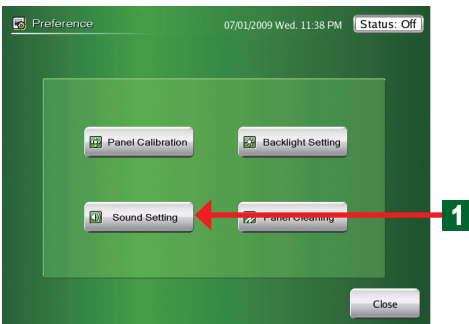 Preference
07/01/2009 Wed. 11:38 PM
Status: Off
Panel Calibration
Backlight Setting
Sound Setting
Panel Cleaning
1
Close